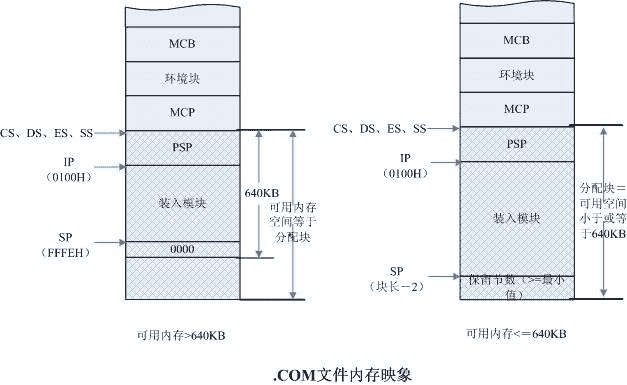 MCB
环境块
MCP
CS、DS、ES、SS
PSP
IP
（0100H）
装入模块
SP
（FFFEH）
0000
640KB
可用内存
空间等于
分配块
可用内存>640KB
MCB
环境块
MCP
CS、DS、ES、SS
PSP
IP
（0100H）
装入模块
SP
（块长－2）
保留节数（>=最小
值）
分配块＝
可用空间
小于或等
于640KB
可用内存<＝640KB
.COM文件内存映象